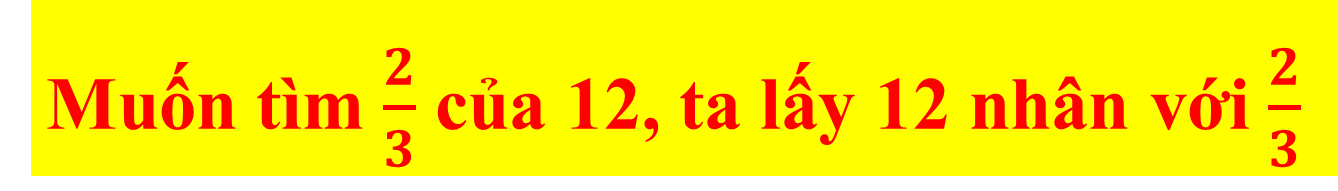 Muốn tìm 2/3 của 12, ta lấy 12 nhân với 2/3